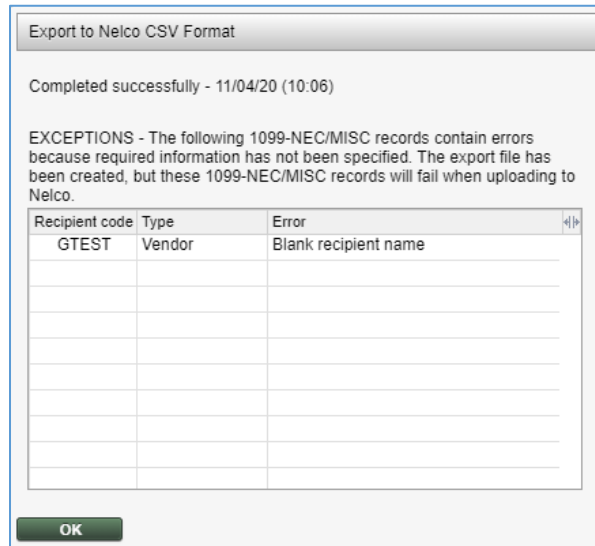 Export to Nelco CSV Format
Completed successfully - 11/04/20 (10:06)
EXCEPTIONS - The following 1099-NEC/MISC records contain errors
because required information has not been specified. The export file has
been created, but these 1099-NEC/MISC records will fail when uploading to
Nelco.
Recipient code Type Error
GTEST Vendor Blank recipient name
OK